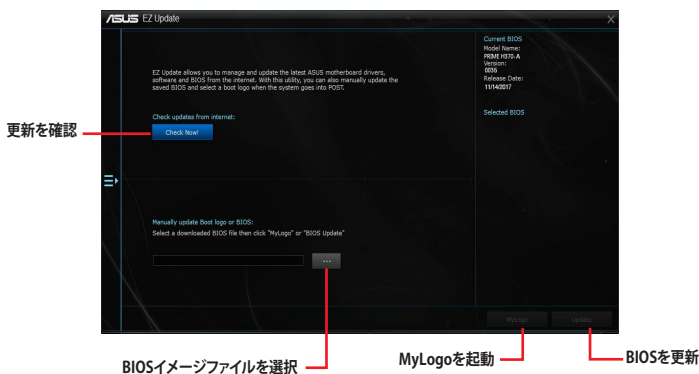 ASUS EZ Update
X
Current BIOS
Model Name:
PRIME H370-A
Version:
0035
Release Date:
11/14/2017
EZ Update allows you to manage and update the latest ASUS motherboard drivers,
software and BIOS from the internet. With this utility, you can also manually update the
saved BIOS and select a boot logo when the system goes into POST.
Selected BIOS
Check updates from internet:
Check Now!
更新を確認
Manually update Boot logo or BIOS:
Select a downloaded BIOS file then click "MyLogo" or "BIOS Update"
...
MyLogo
Update
BIOSイメージファイルを選択
MyLogoを起動
BIOSを更新